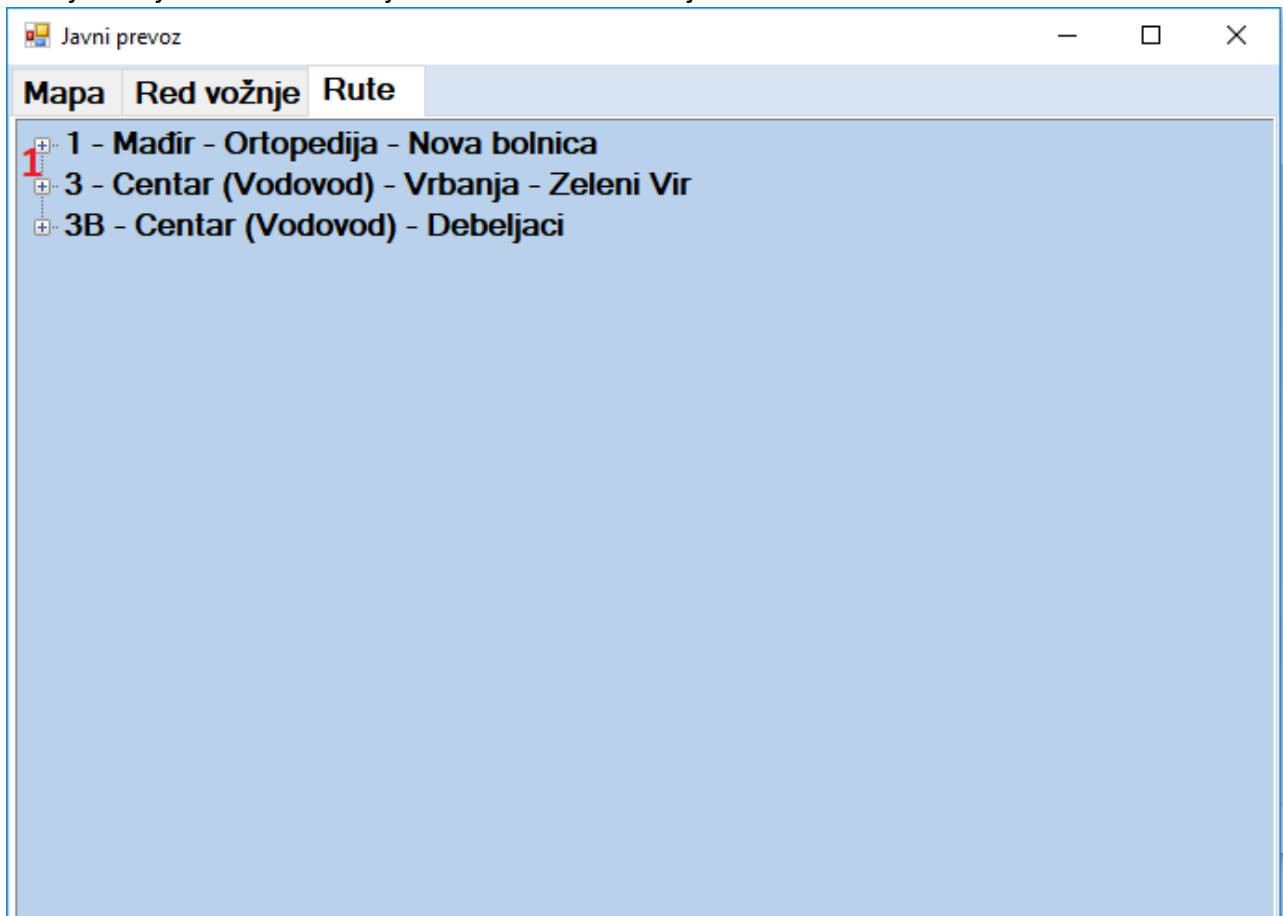 Javni prevoz
Mapa Red vožnje Rute
1 - Mađir - Ortopedija - Nova bolnica
1
3 - Centar (Vodovod) - Vrbanja - Zeleni Vir
3B - Centar (Vodovod) - Debeljaci